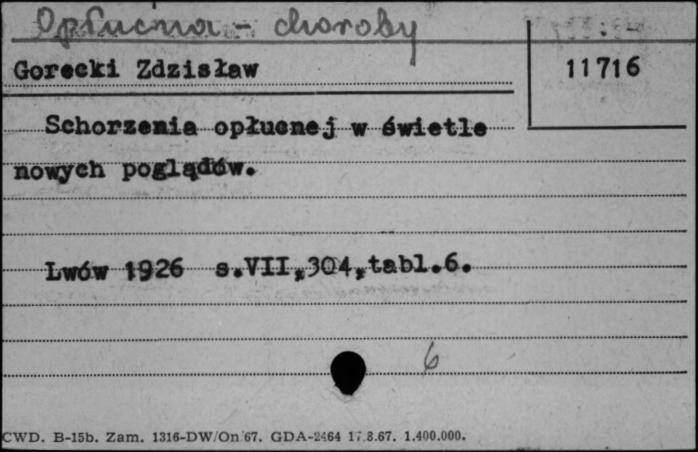 Opłucna - choroby
Gorecki Zdzisław
11716
Schorzenia opłucnej w świetle
nowych poglądów.
Lwów 1926 s.VII,304,tabl.6.
6
CWD. B-15b. Zam. 1316-DW/On/67. GDA-2464 17.8.67. 1.400.000.